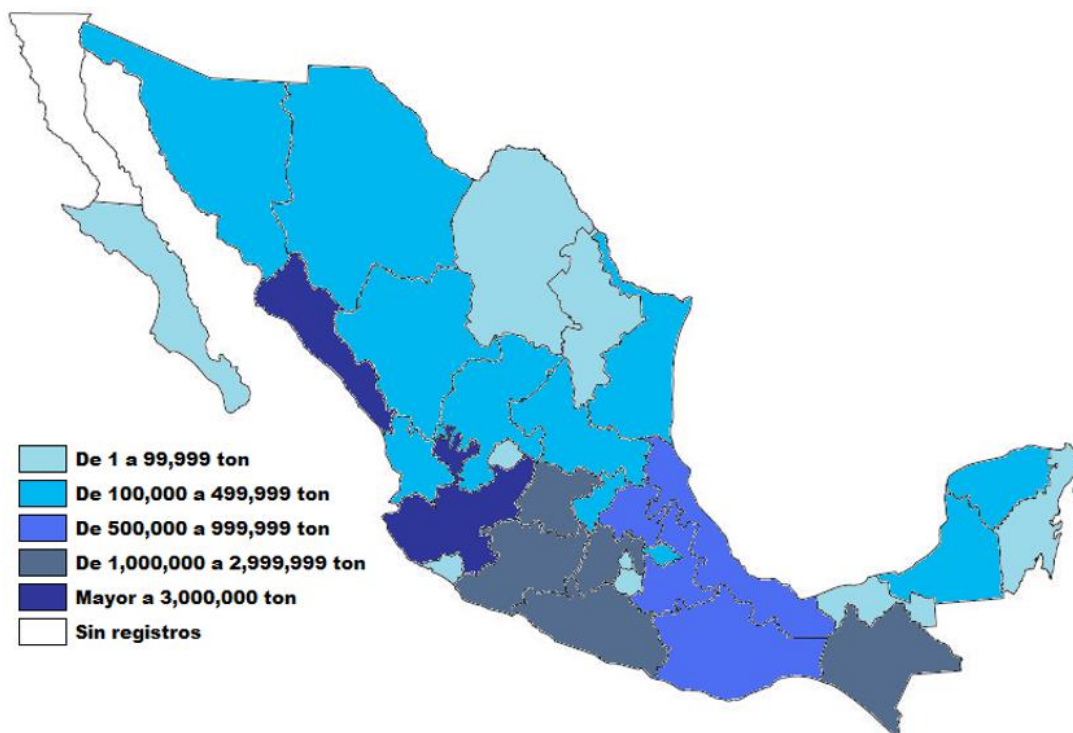 De 1 a 99,999 ton
De 100,000 a 499,999 ton
De 500,000 a 999,999 ton
De 1,000,000 a 2,999,999 ton
Mayor a 3,000,000 ton
Sin registros